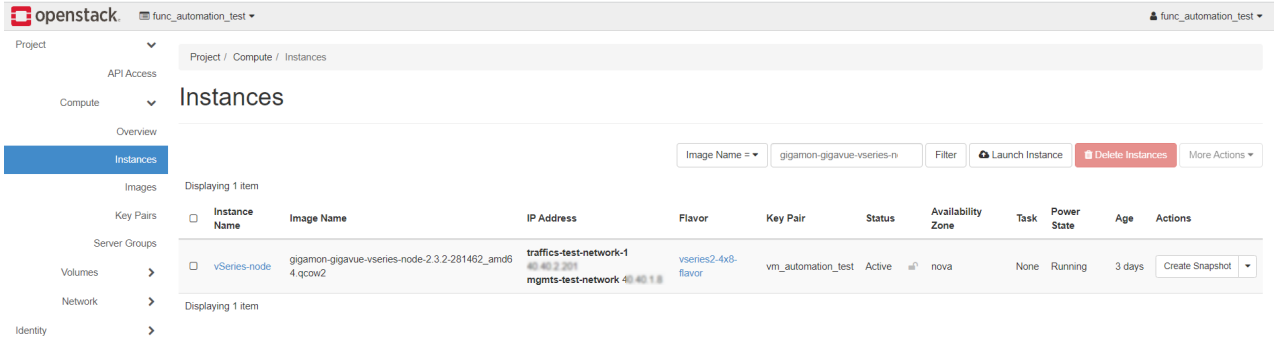 openstack. func_automation_test
func_automation_test
Project
API Access
Compute
Overview
Instances
Images
Key Pairs
Server Groups
Volumes
Network
Identity
Project / Compute / Instances
Instances
Image Name = gigamon-gigavue-vseries-n Filter Launch Instance Delete Instances More Actions
Displaying 1 item
Instance Name Image Name IP Address Flavor Key Pair Status Availability Zone Task Power State Age Actions
vSeries-node
gigamon-gigavue-vseries-node-2.3.2-281462_amd6
4.qcow2
traffics-test-network-1
mgmts-test-network
vseries2-4x8-
flavor
vm_automation_test Active nova None Running 3 days Create Snapshot
Displaying 1 item